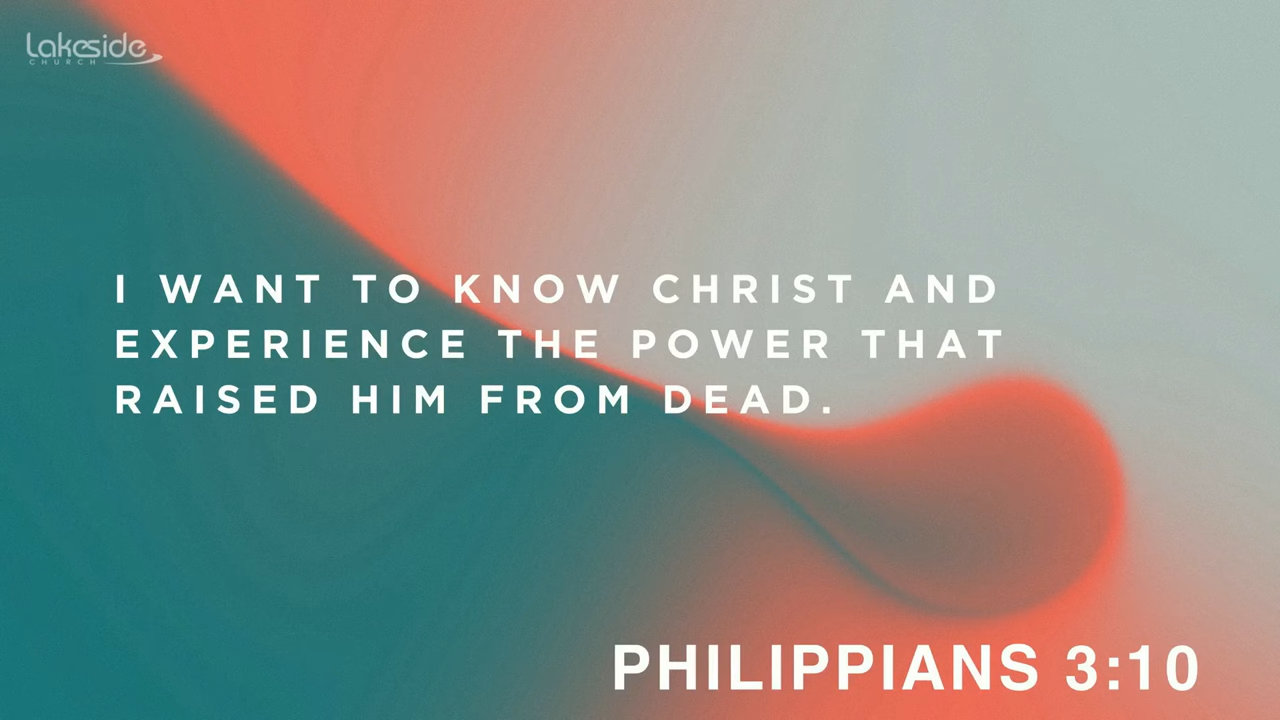 Lakeside
CHURCH
I WANT TO KNOW CHRIST AND
EXPERIENCE THE POWER THAT
RAISED HIM FROM DEAD.
PHILIPPIANS 3:10